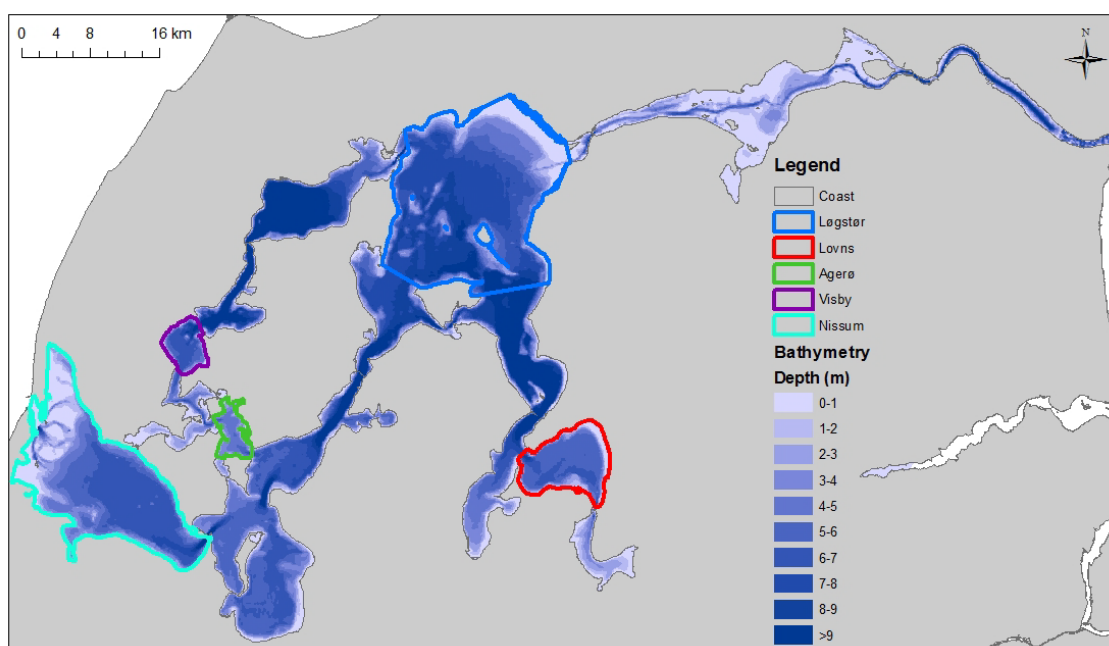 0 4 8 16 km
N
Legend
Coast
Løgstør
Lovns
Agerø
Visby
Nissum
Bathymetry
Depth (m)
0-1
1-2
2-3
3-4
4-5
5-6
6-7
7-8
8-9
>9